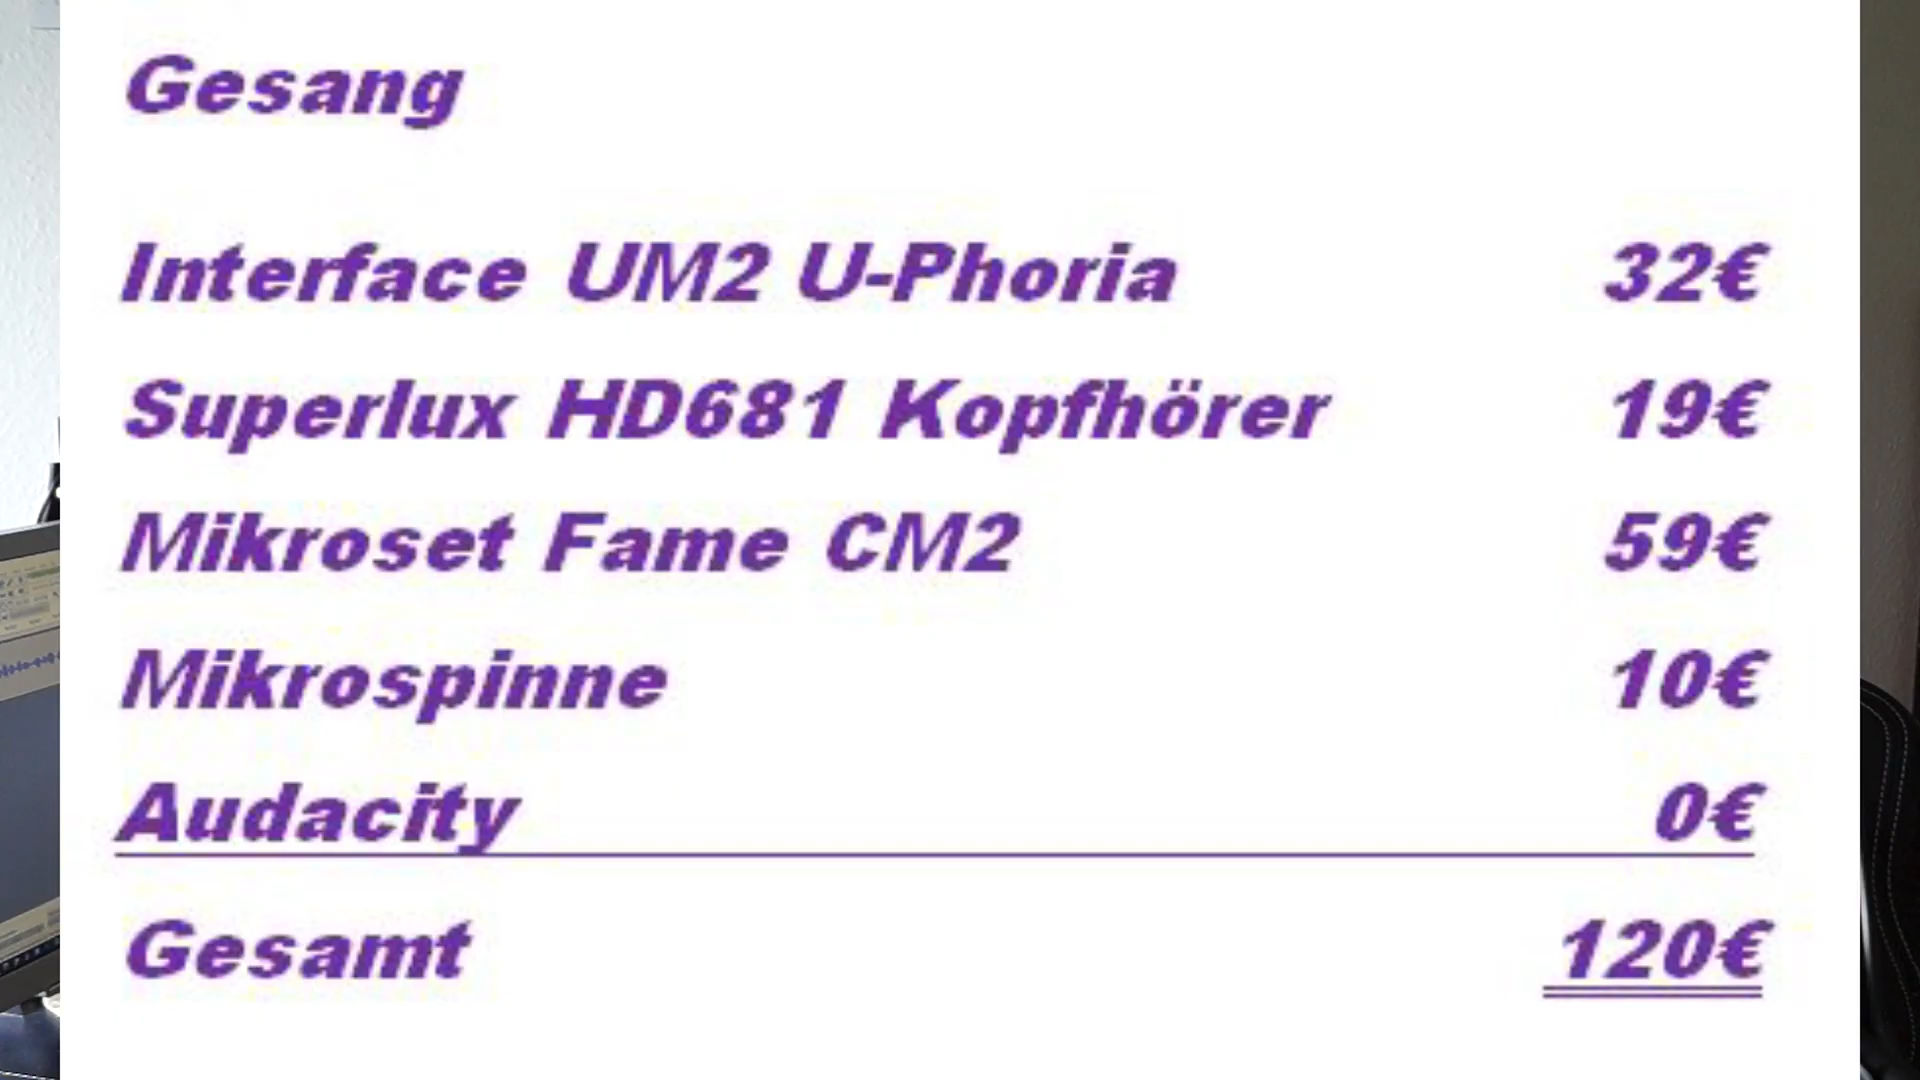 Gesang
Interface UM2 U-Phoria 32€
Superlux HD681 Kopfhörer 19€
Mikroset Fame CM2 59€
Mikrospinne 10€
Audacity 0€
Gesamt 120€